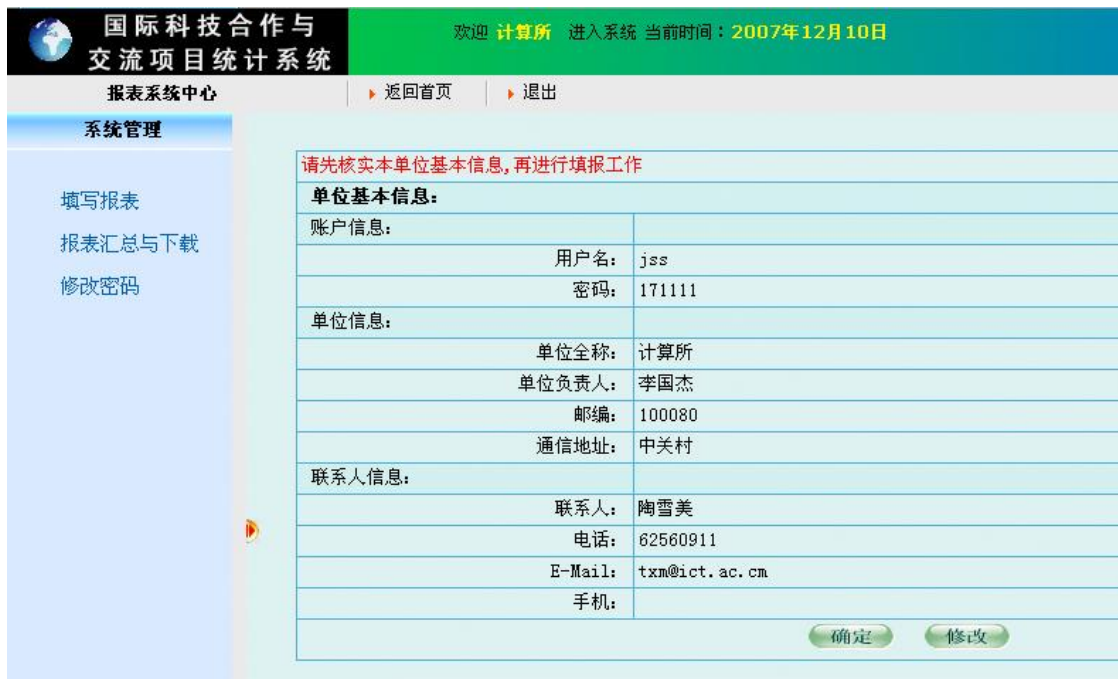 国际科技合作与
交流项目统计系统
欢迎 计算所 进入系统 当前时间：2007年12月10日
报表系统中心
返回首页
退出
系统管理
填写报表
报表汇总与下载
修改密码
请先核实本单位基本信息,再进行填报工作
单位基本信息：
账户信息：
用户名： jss
密码： 171111
单位信息：
单位全称： 计算所
单位负责人： 李国杰
邮编： 100080
通信地址： 中关村
联系人信息：
联系人： 陶雪美
电话： 62560911
E-Mail： txm@ict.ac.cm
手机：
确定 修改